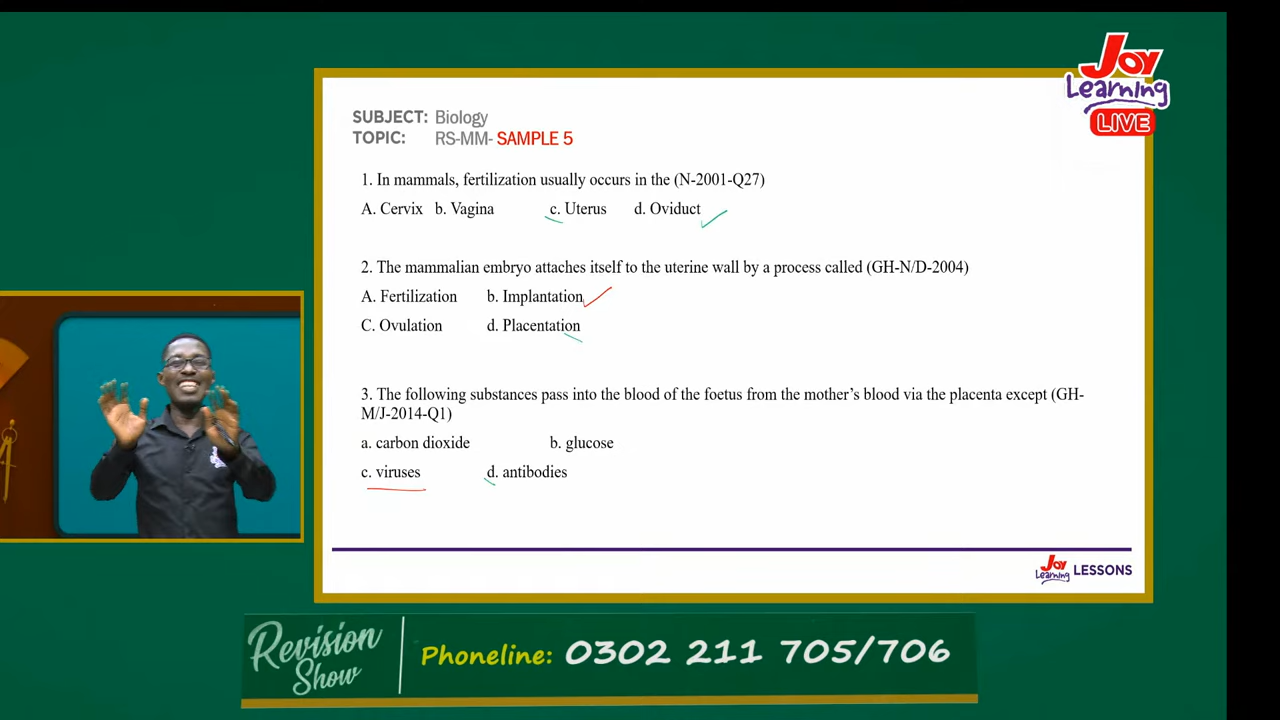 Joy
Learning
LIVE
SUBJECT: Biology
TOPIC: RS-MM- SAMPLE 5
1. In mammals, fertilization usually occurs in the (N-2001-Q27)
A. Cervix b. Vagina c. Uterus d. Oviduct
2. The mammalian embryo attaches itself to the uterine wall by a process called (GH-N/D-2004)
A. Fertilization b. Implantation
C. Ovulation d. Placentation
3. The following substances pass into the blood of the foetus from the mother's blood via the placenta except (GH-
M/J-2014-Q1)
a. carbon dioxide b. glucose
c. viruses d. antibodies
Joy
Learning LESSONS
Revision
Show
Phoneline: 0302 211 705/706